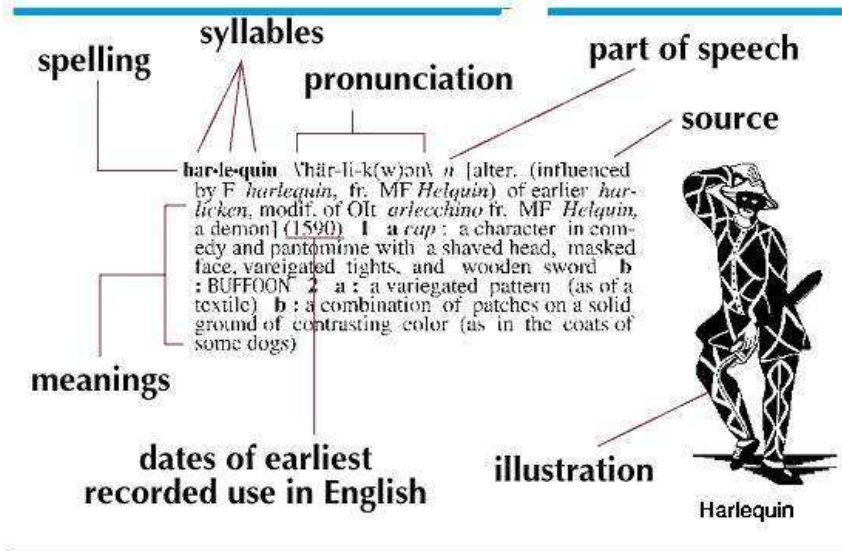 syllables
spelling
part of speech
pronunciation
source
har·le·quin \'här-li-k(w)ən\ n [alter. (influenced
by F harlequin, fr. MF Helquin) of earlier har-
licken, modif. of OIt arlecchino fr. MF Helquin,
a demon] (1590) 1 a cap : a character in com-
edy and pantomime with a shaved head, masked
face, vareigated tights, and wooden sword b
: BUFFOON 2 a : a variegated pattern (as of a
textile) b : a combination of patches on a solid
ground of contrasting color (as in the coats of
some dogs)
meanings
dates of earliest
recorded use in English
illustration
Harlequin